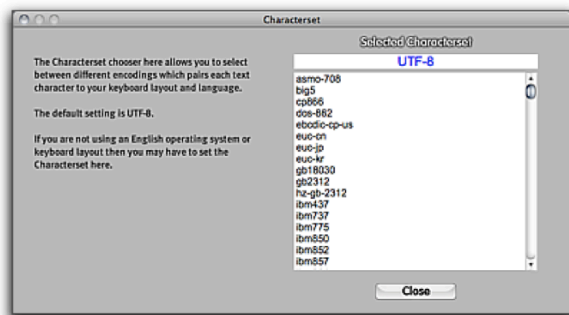 Characterset
The Characterset chooser here allows you to select
between different encodings which pairs each text
character to your keyboard layout and language.
The default setting is UTF-8.
If you are not using an English operating system or
keyboard layout then you may have to set the
Characterset here.
Selected Characterset
UTF-8
asmo-708
big5
cp866
dos-862
ebcdic-cp-us
euc-cn
euc-jp
euc-kr
gb18030
gb2312
hz-gb-2312
ibm437
ibm737
ibm775
ibm850
ibm852
ibm857
Close